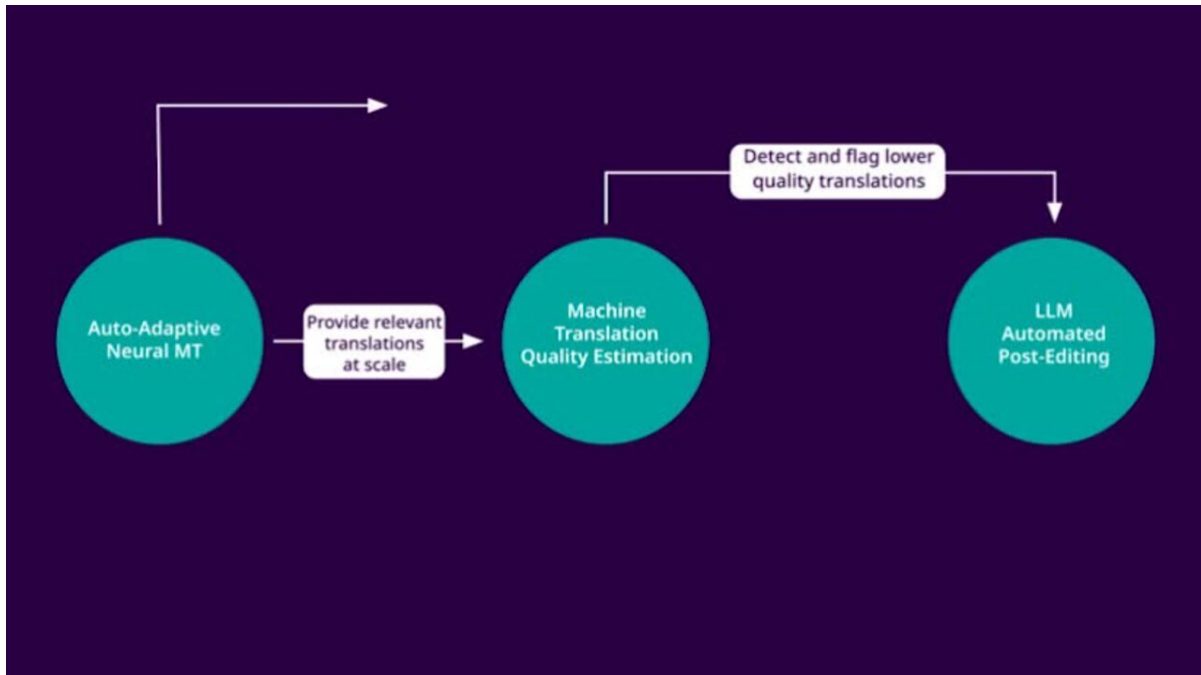 Detect and flag lower
quality translations
Auto-Adaptive
Neural MT
Provide relevant
translations
at scale
Machine
Translation
Quality Estimation
LLM
Automated
Post-Editing